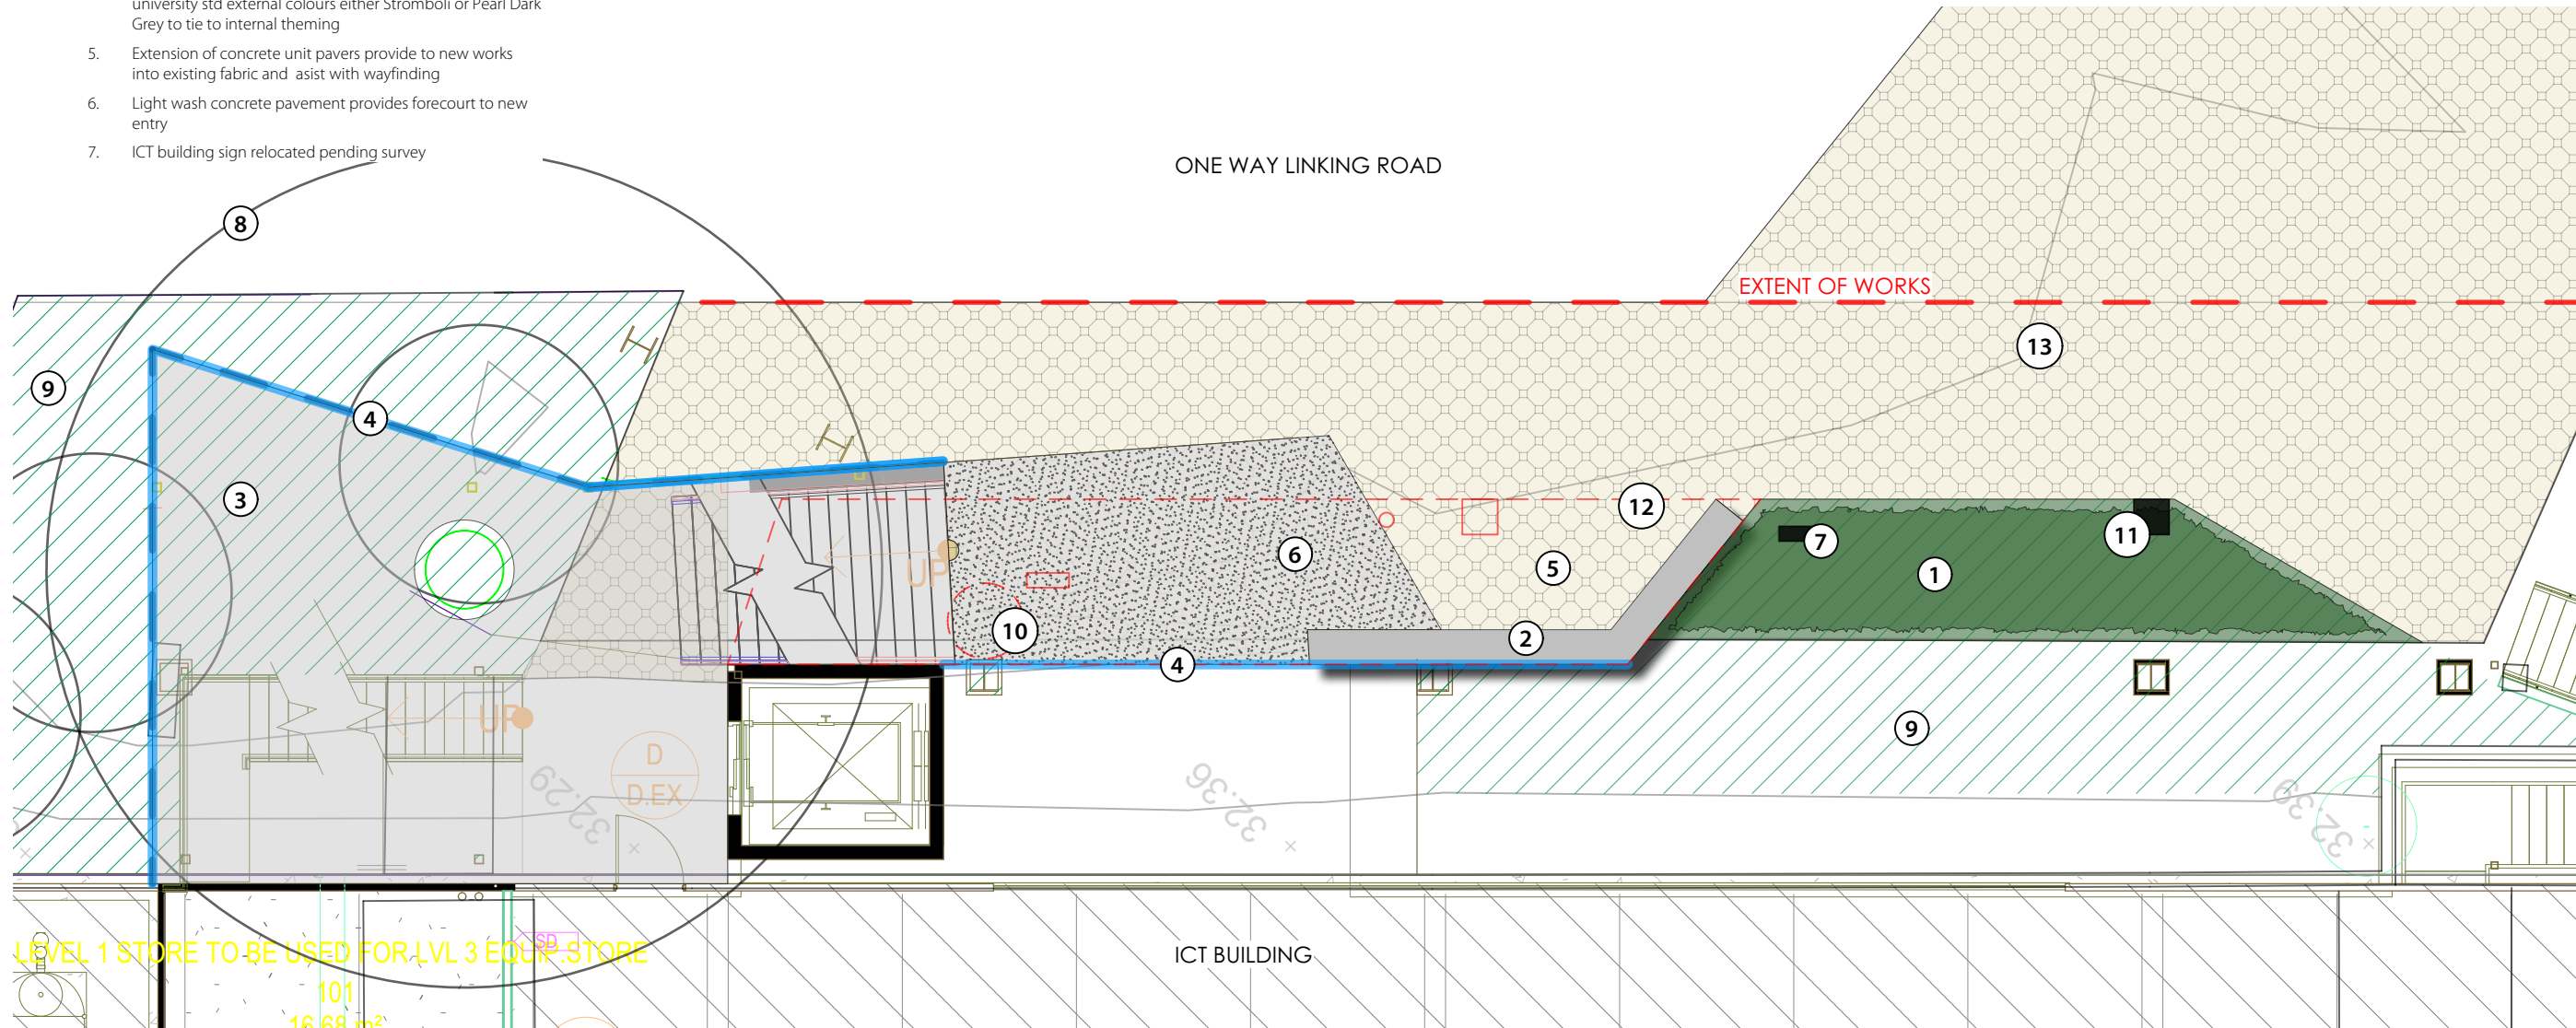 university std external colours either Stromboli or Pearl Dark
Grey to tie to internal theming
5. Extension of concrete unit pavers provide to new works
into existing fabric and asist with wayfinding
6. Light wash concrete pavement provides forecourt to new
entry
7. ICT building sign relocated pending survey
ONE WAY LINKING ROAD
8
EXTENT OF WORKS
13
9
4
3
12
11
7
6
5
1
UP
10
2
4
UP
9
D
D.EX
32.29
32.36
32.39
LEVEL 1 STORE TO BE USED FOR LVL 3 EQUIP.STORE
SD
ICT BUILDING
101
16.68 m²